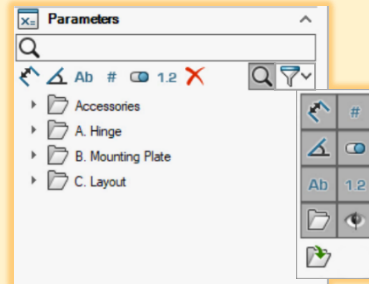 Parameters
Ab # 1.2
Accessories
A. Hinge
B. Mounting Plate
C. Layout
#
Ab 1.2